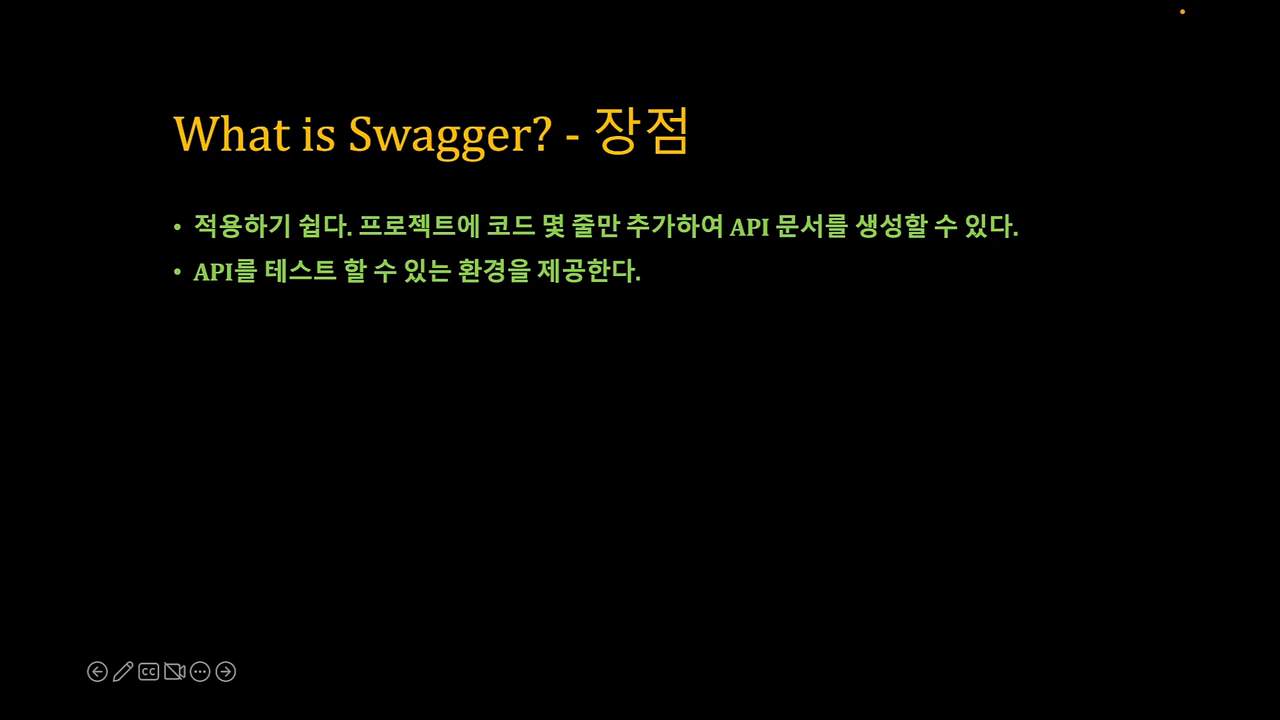 What is Swagger? - 장점
• 적용하기 쉽다. 프로젝트에 코드 몇 줄만 추가하여 API 문서를 생성할 수 있다.
• API를 테스트 할 수 있는 환경을 제공한다.
CC